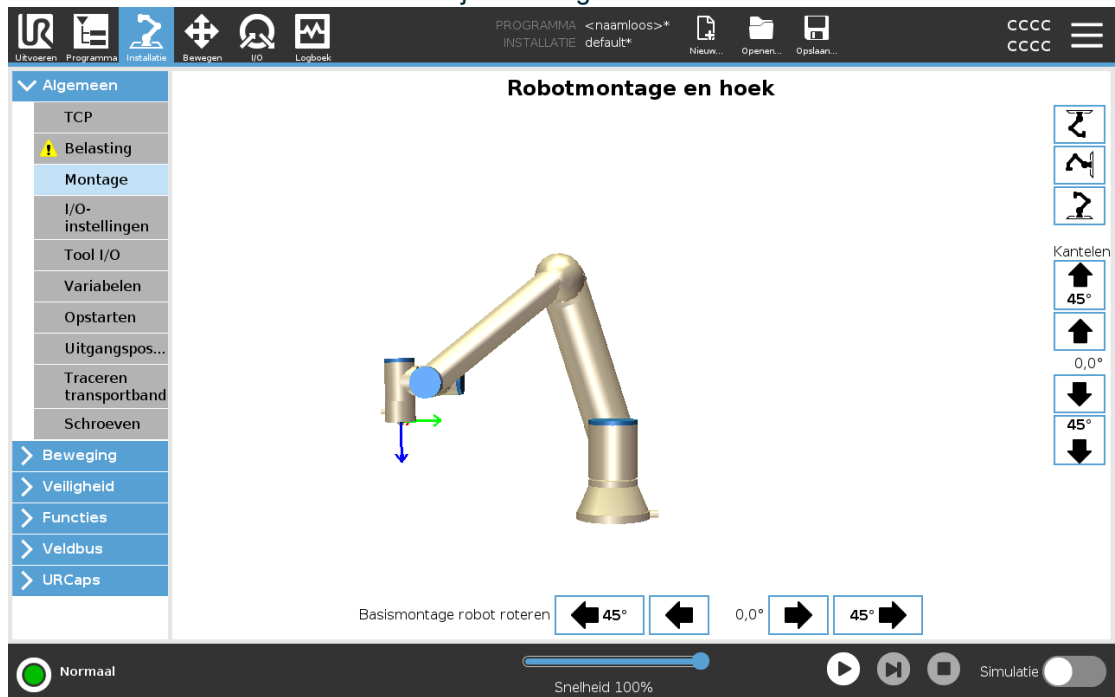 PROGRAMMA <naamloos>*
INSTALLATIE default*
UR
Uitvoeren
Programma
Installatie
Bewegen
I/O
Logboek
Nieuw...
Openen...
Opslaan...
CCCC
CCCC
Algemeen
TCP
Belasting
Montage
I/O-
instellingen
Tool I/O
Variabelen
Opstarten
Uitgangspos...
Traceren
transportband
Schroeven
Beweging
Veiligheid
Functies
Veldbus
URCaps
Robotmontage en hoek
Kantelen
45°
0,0°
45°
Basismontage robot roteren
45°
0,0°
45°
Normaal
Snelheid 100%
Simulatie